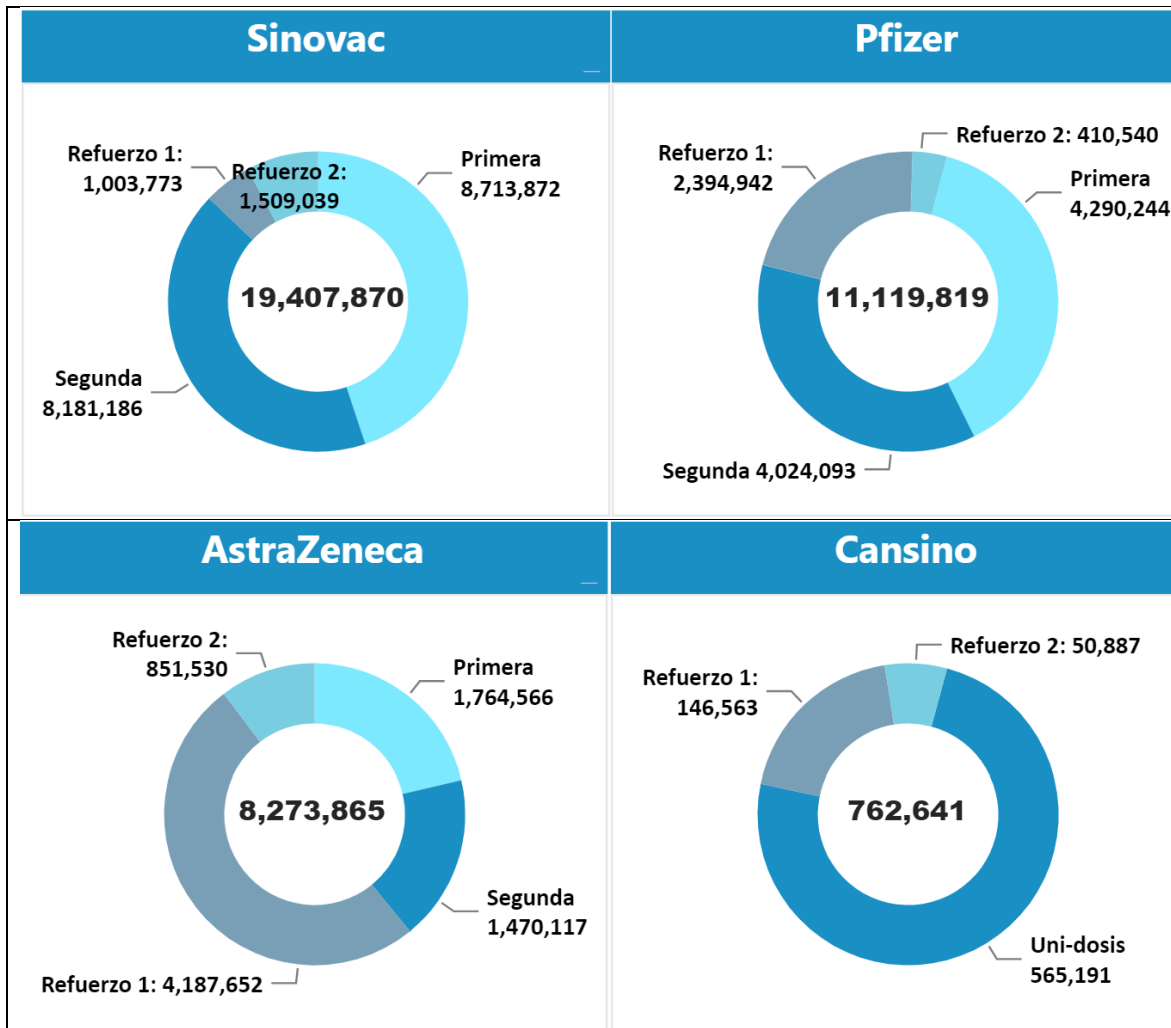 Sinovac
Refuerzo 1:
1,003,773
Refuerzo 2:
1,509,039
Primera
8,713,872
19,407,870
Segunda
8,181,186
Pfizer
Refuerzo 2: 410,540
Refuerzo 1:
2,394,942
Primera
4,290,244
11,119,819
Segunda 4,024,093
AstraZeneca
Refuerzo 2:
851,530
Primera
1,764,566
8,273,865
Segunda
1,470,117
Refuerzo 1: 4,187,652
Cansino
Refuerzo 2: 50,887
Refuerzo 1:
146,563
762,641
Uni-dosis
565,191